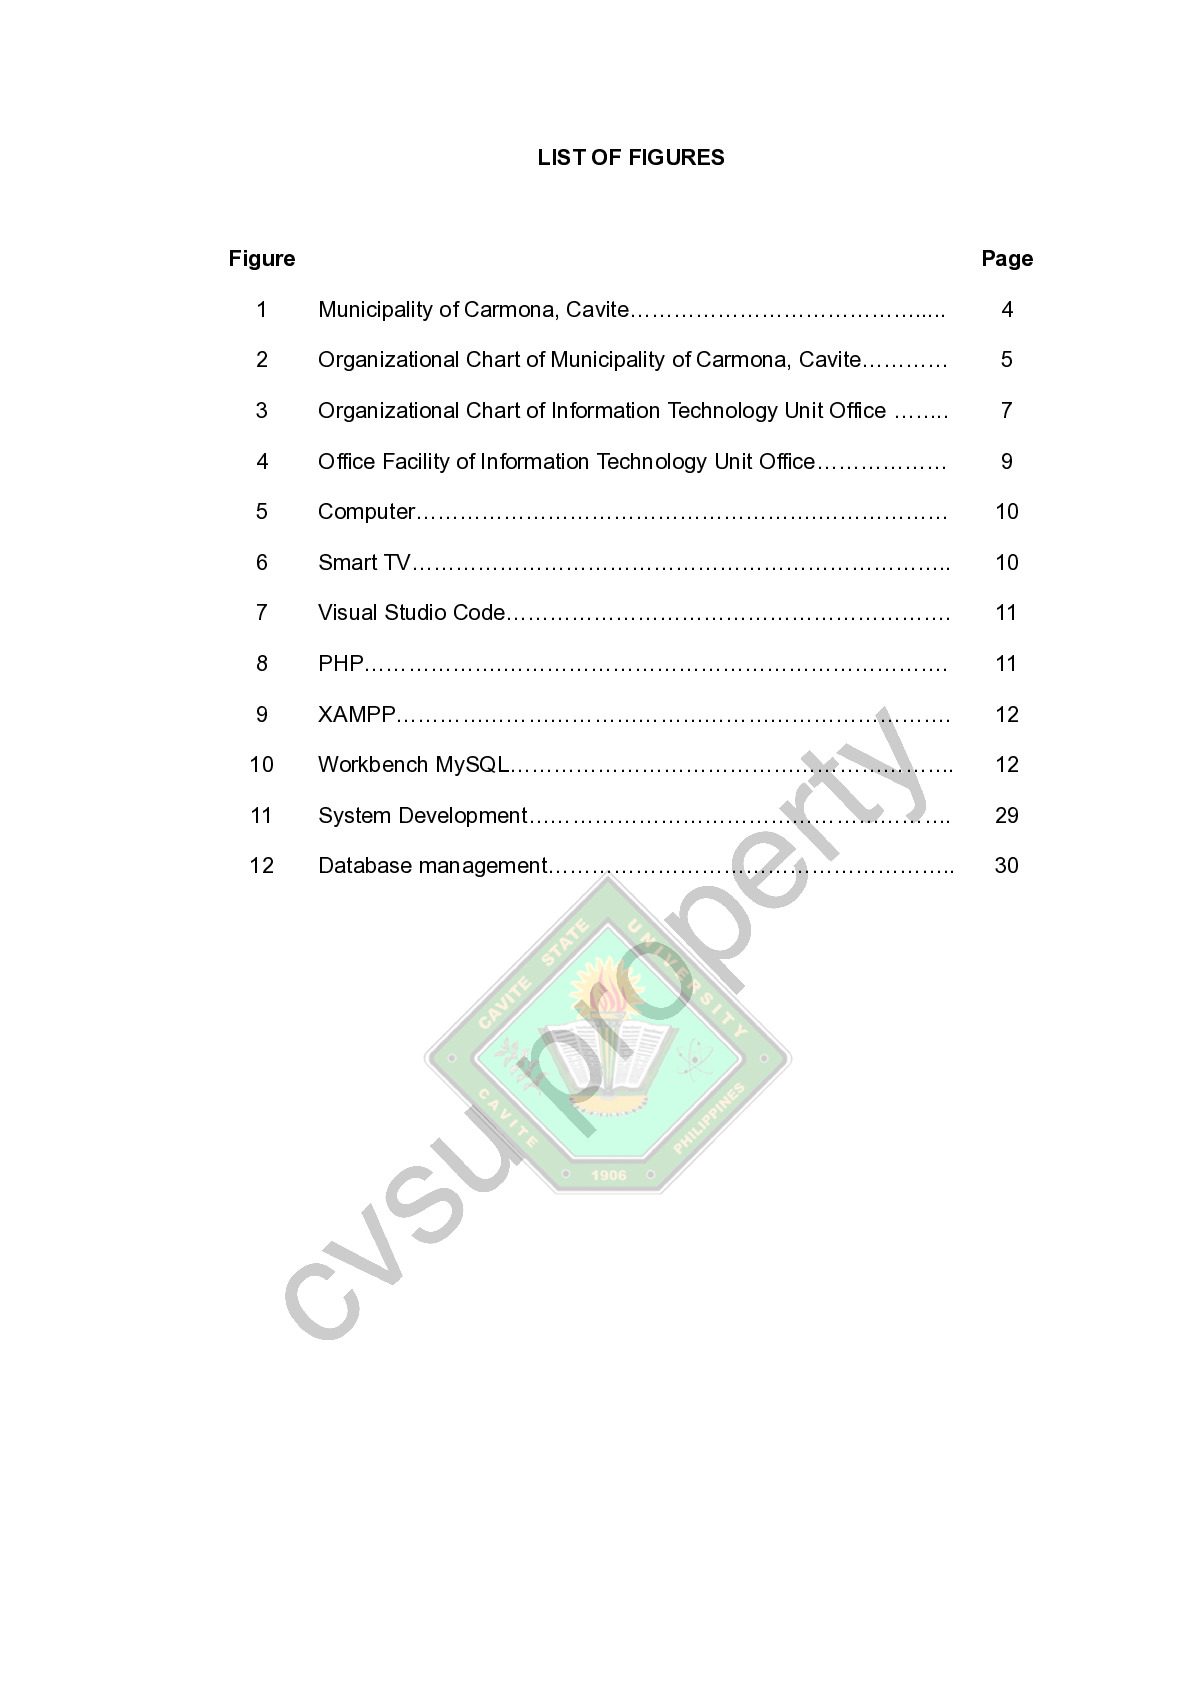 LIST OF FIGURES
Figure Page
1 Municipality of Carmona, Cavite…………………………………..... 4
2 Organizational Chart of Municipality of Carmona, Cavite………… 5
3 Organizational Chart of Information Technology Unit Office …….. 7
4 Office Facility of Information Technology Unit Office……………… 9
5 Computer……………………………………………………………… 10
6 Smart TV……………………………………………………………….. 10
7 Visual Studio Code……………………………………………………. 11
8 PHP……………………………………………………………………. 11
9 XAMPP…………………………………………………………………. 12
10 Workbench MySQL……………………………………………………. 12
11 System Development…………………………………………………. 29
12 Database management……………………………………………….. 30
CAVITE STATE UNIVERSITY
CAVITE PHILIPPINES
1906
cvsu property